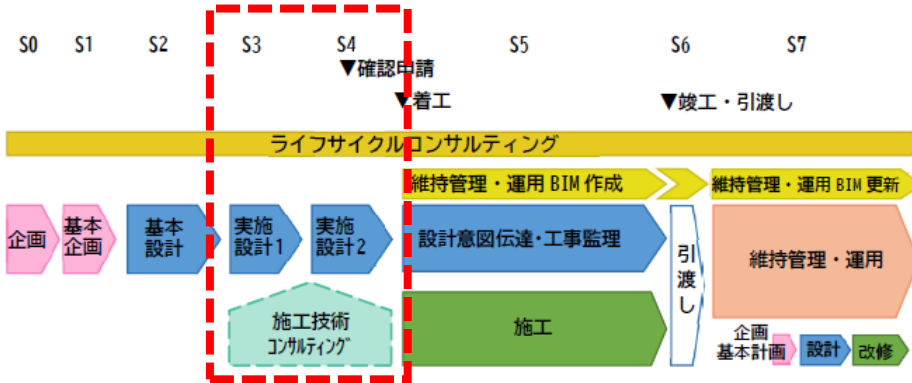 S0 S1 S2 S3 S4 S5 S6 S7
▼確認申請
▼着工 ▼竣工・引渡し
ライフサイクルコンサルティング
維持管理・運用 BIM 作成 維持管理・運用 BIM 更新
企画
基本
企画
基本
設計
実施
設計1
実施
設計2
設計意図伝達・工事監理
引渡し
維持管理・運用
施工技術
コンサルティング
施工
企画
基本計画
設計
改修